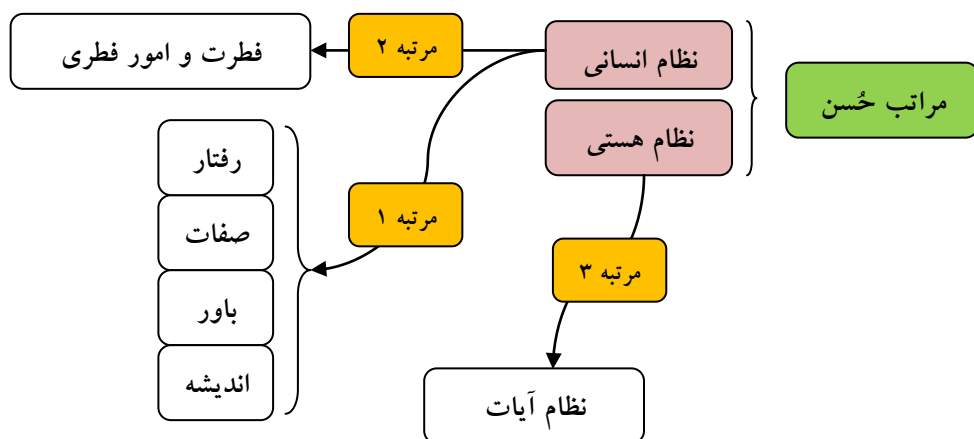 مراتب حُسن
نظام انسانی
نظام هستی
مرتبه ۲
فطرت و امور فطری
مرتبه ۱
رفتار
صفات
باور
اندیشه
مرتبه ۳
نظام آیات